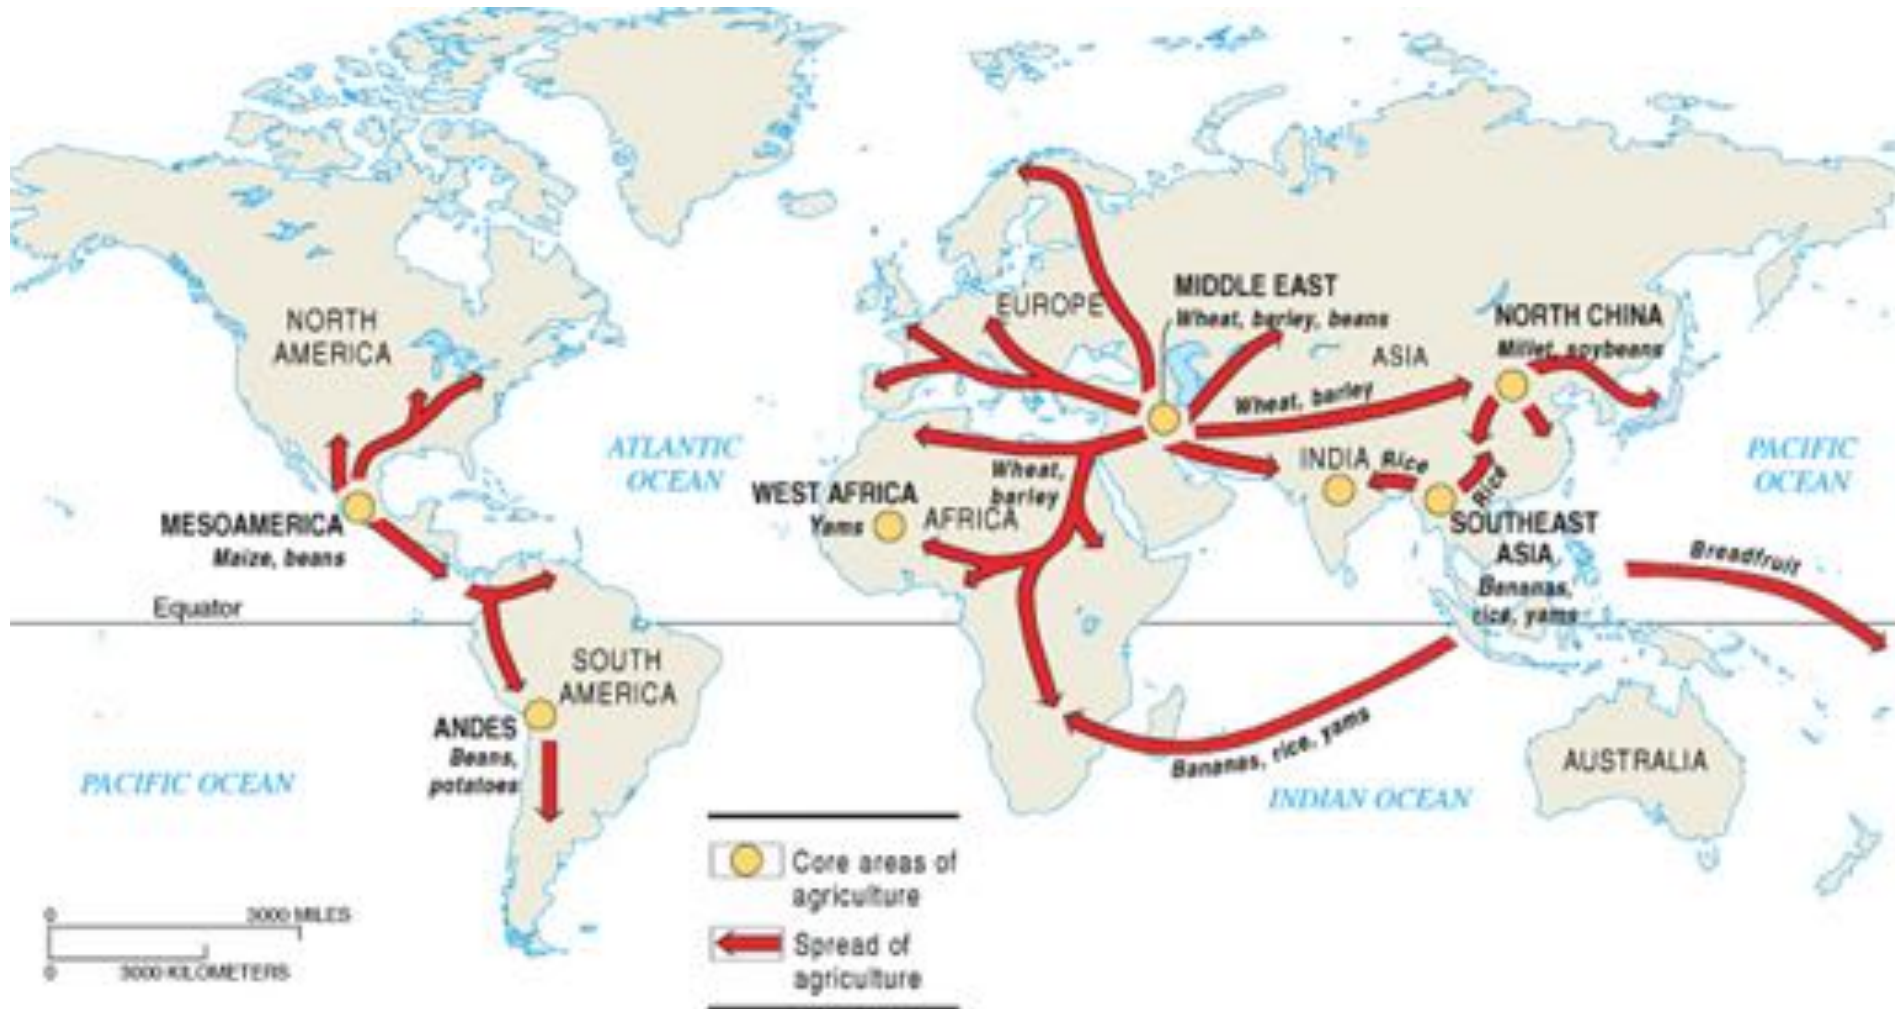 NORTH
AMERICA
MESOAMERICA
Maize, beans
Equator
PACIFIC OCEAN
SOUTH
AMERICA
ANDES
Beans,
potatoes
ATLANTIC
OCEAN
EUROPE
MIDDLE EAST
Wheat, barley, beans
ASIA
NORTH CHINA
Millet, soybeans
Wheat, barley
WEST AFRICA
Yams
AFRICA
Wheat,
barley
INDIA
Rice
Rice
SOUTHEAST
ASIA,
Bananas,
rice, yams
PACIFIC
OCEAN
Breadfruit
Bananas, rice, yams
INDIAN OCEAN
AUSTRALIA
0 3000 MILES
0 3000 KILOMETERS
Core areas of
agriculture
Spread of
agriculture